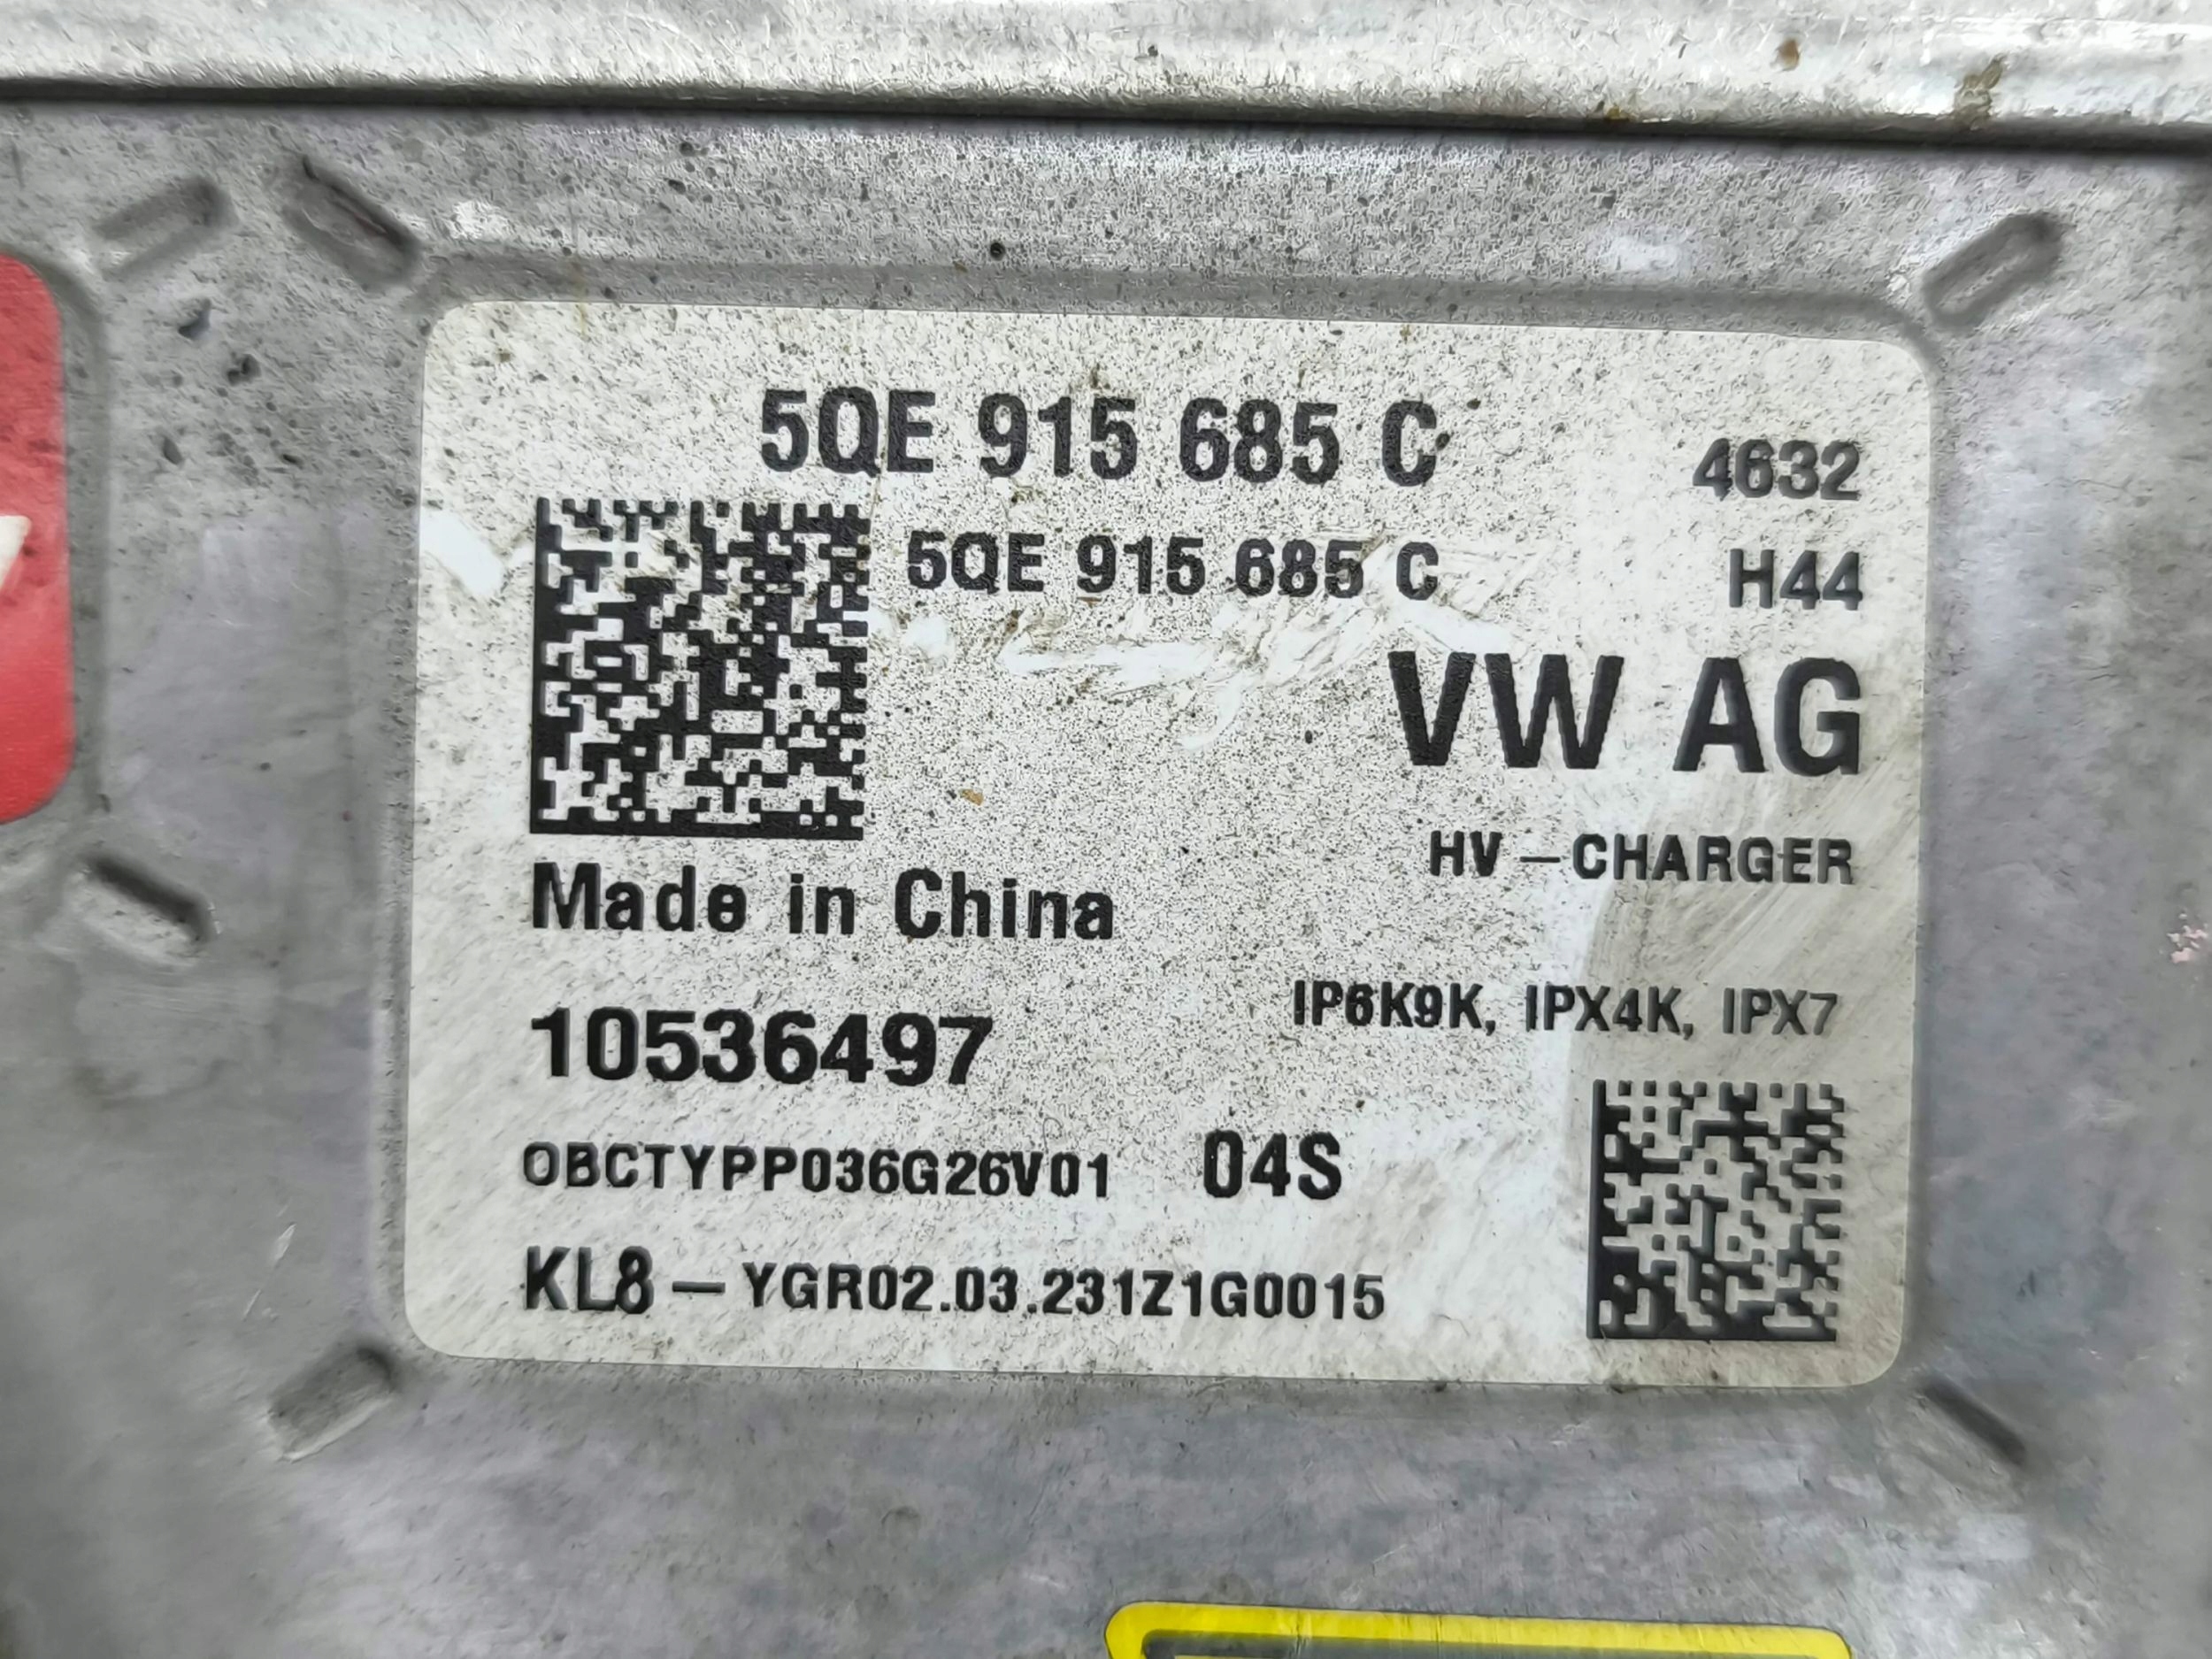 5QE 915 685 C
4632
5QE 915 685 C
H44
VW AG
HV-CHARGER
Made in China
IP6K9K, IPX4K, IPX7
10536497
OBCTYPP036G26V01 04S
KL8-YGR02.03.231Z1G0015